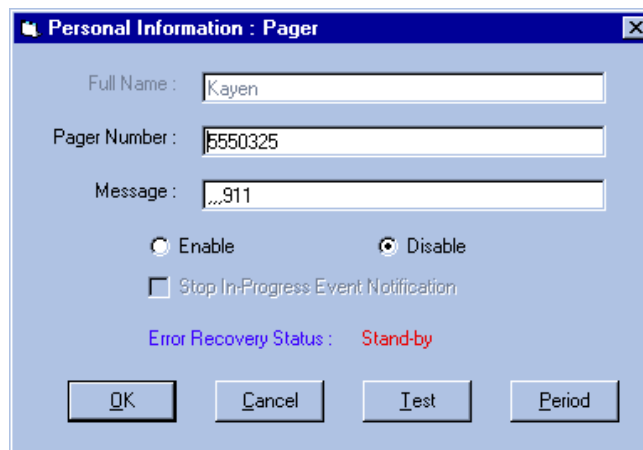 Personal Information : Pager
Full Name : Kayen
Pager Number : 5550325
Message : ,,,911
Enable Disable
Stop In-Progress Event Notification
Error Recovery Status : Stand-by
OK Cancel Test Period